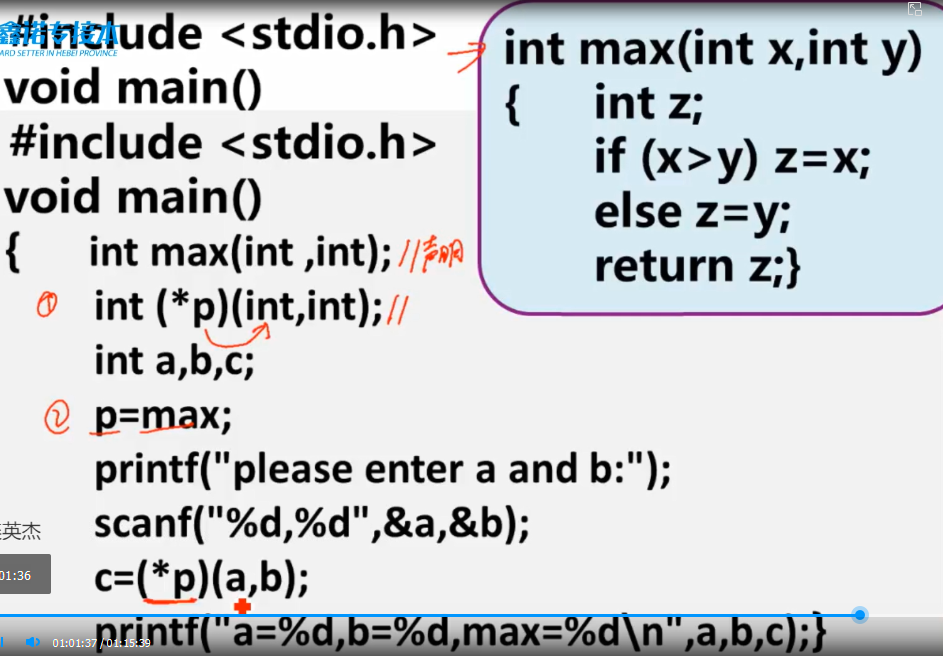 #include <stdio.h>
鑫诺专接本
ARD SETTER IN HEBEI PROVINCE
void main()
#include <stdio.h>
void main()
{ int max(int ,int); //声明
① int (*p)(int,int); //
int a,b,c;
② p=max;
printf("please enter a and b:");
scanf("%d,%d",&a,&b);
c=(*p)(a,b);
printf("a=%d,b=%d,max=%d\n",a,b,c);}
int max(int x,int y)
{ int z;
if (x>y) z=x;
else z=y;
return z;}
英杰
01:36
01:01:37 / 01:15:39